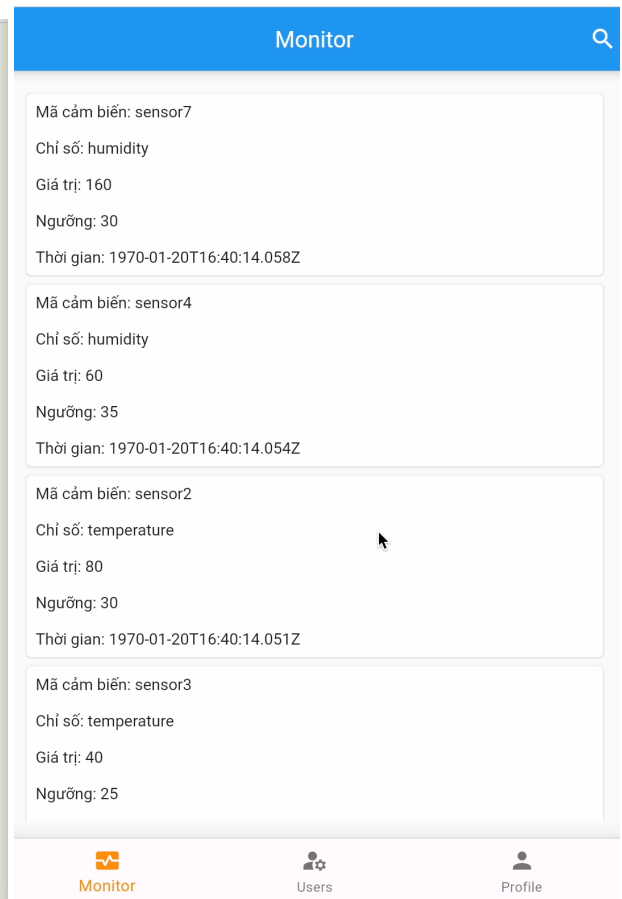 Monitor
Mã cảm biến: sensor7
Chỉ số: humidity
Giá trị: 160
Ngưỡng: 30
Thời gian: 1970-01-20T16:40:14.058Z
Mã cảm biến: sensor4
Chỉ số: humidity
Giá trị: 60
Ngưỡng: 35
Thời gian: 1970-01-20T16:40:14.054Z
Mã cảm biến: sensor2
Chỉ số: temperature
Giá trị: 80
Ngưỡng: 30
Thời gian: 1970-01-20T16:40:14.051Z
Mã cảm biến: sensor3
Chỉ số: temperature
Giá trị: 40
Ngưỡng: 25
Monitor
Users
Profile